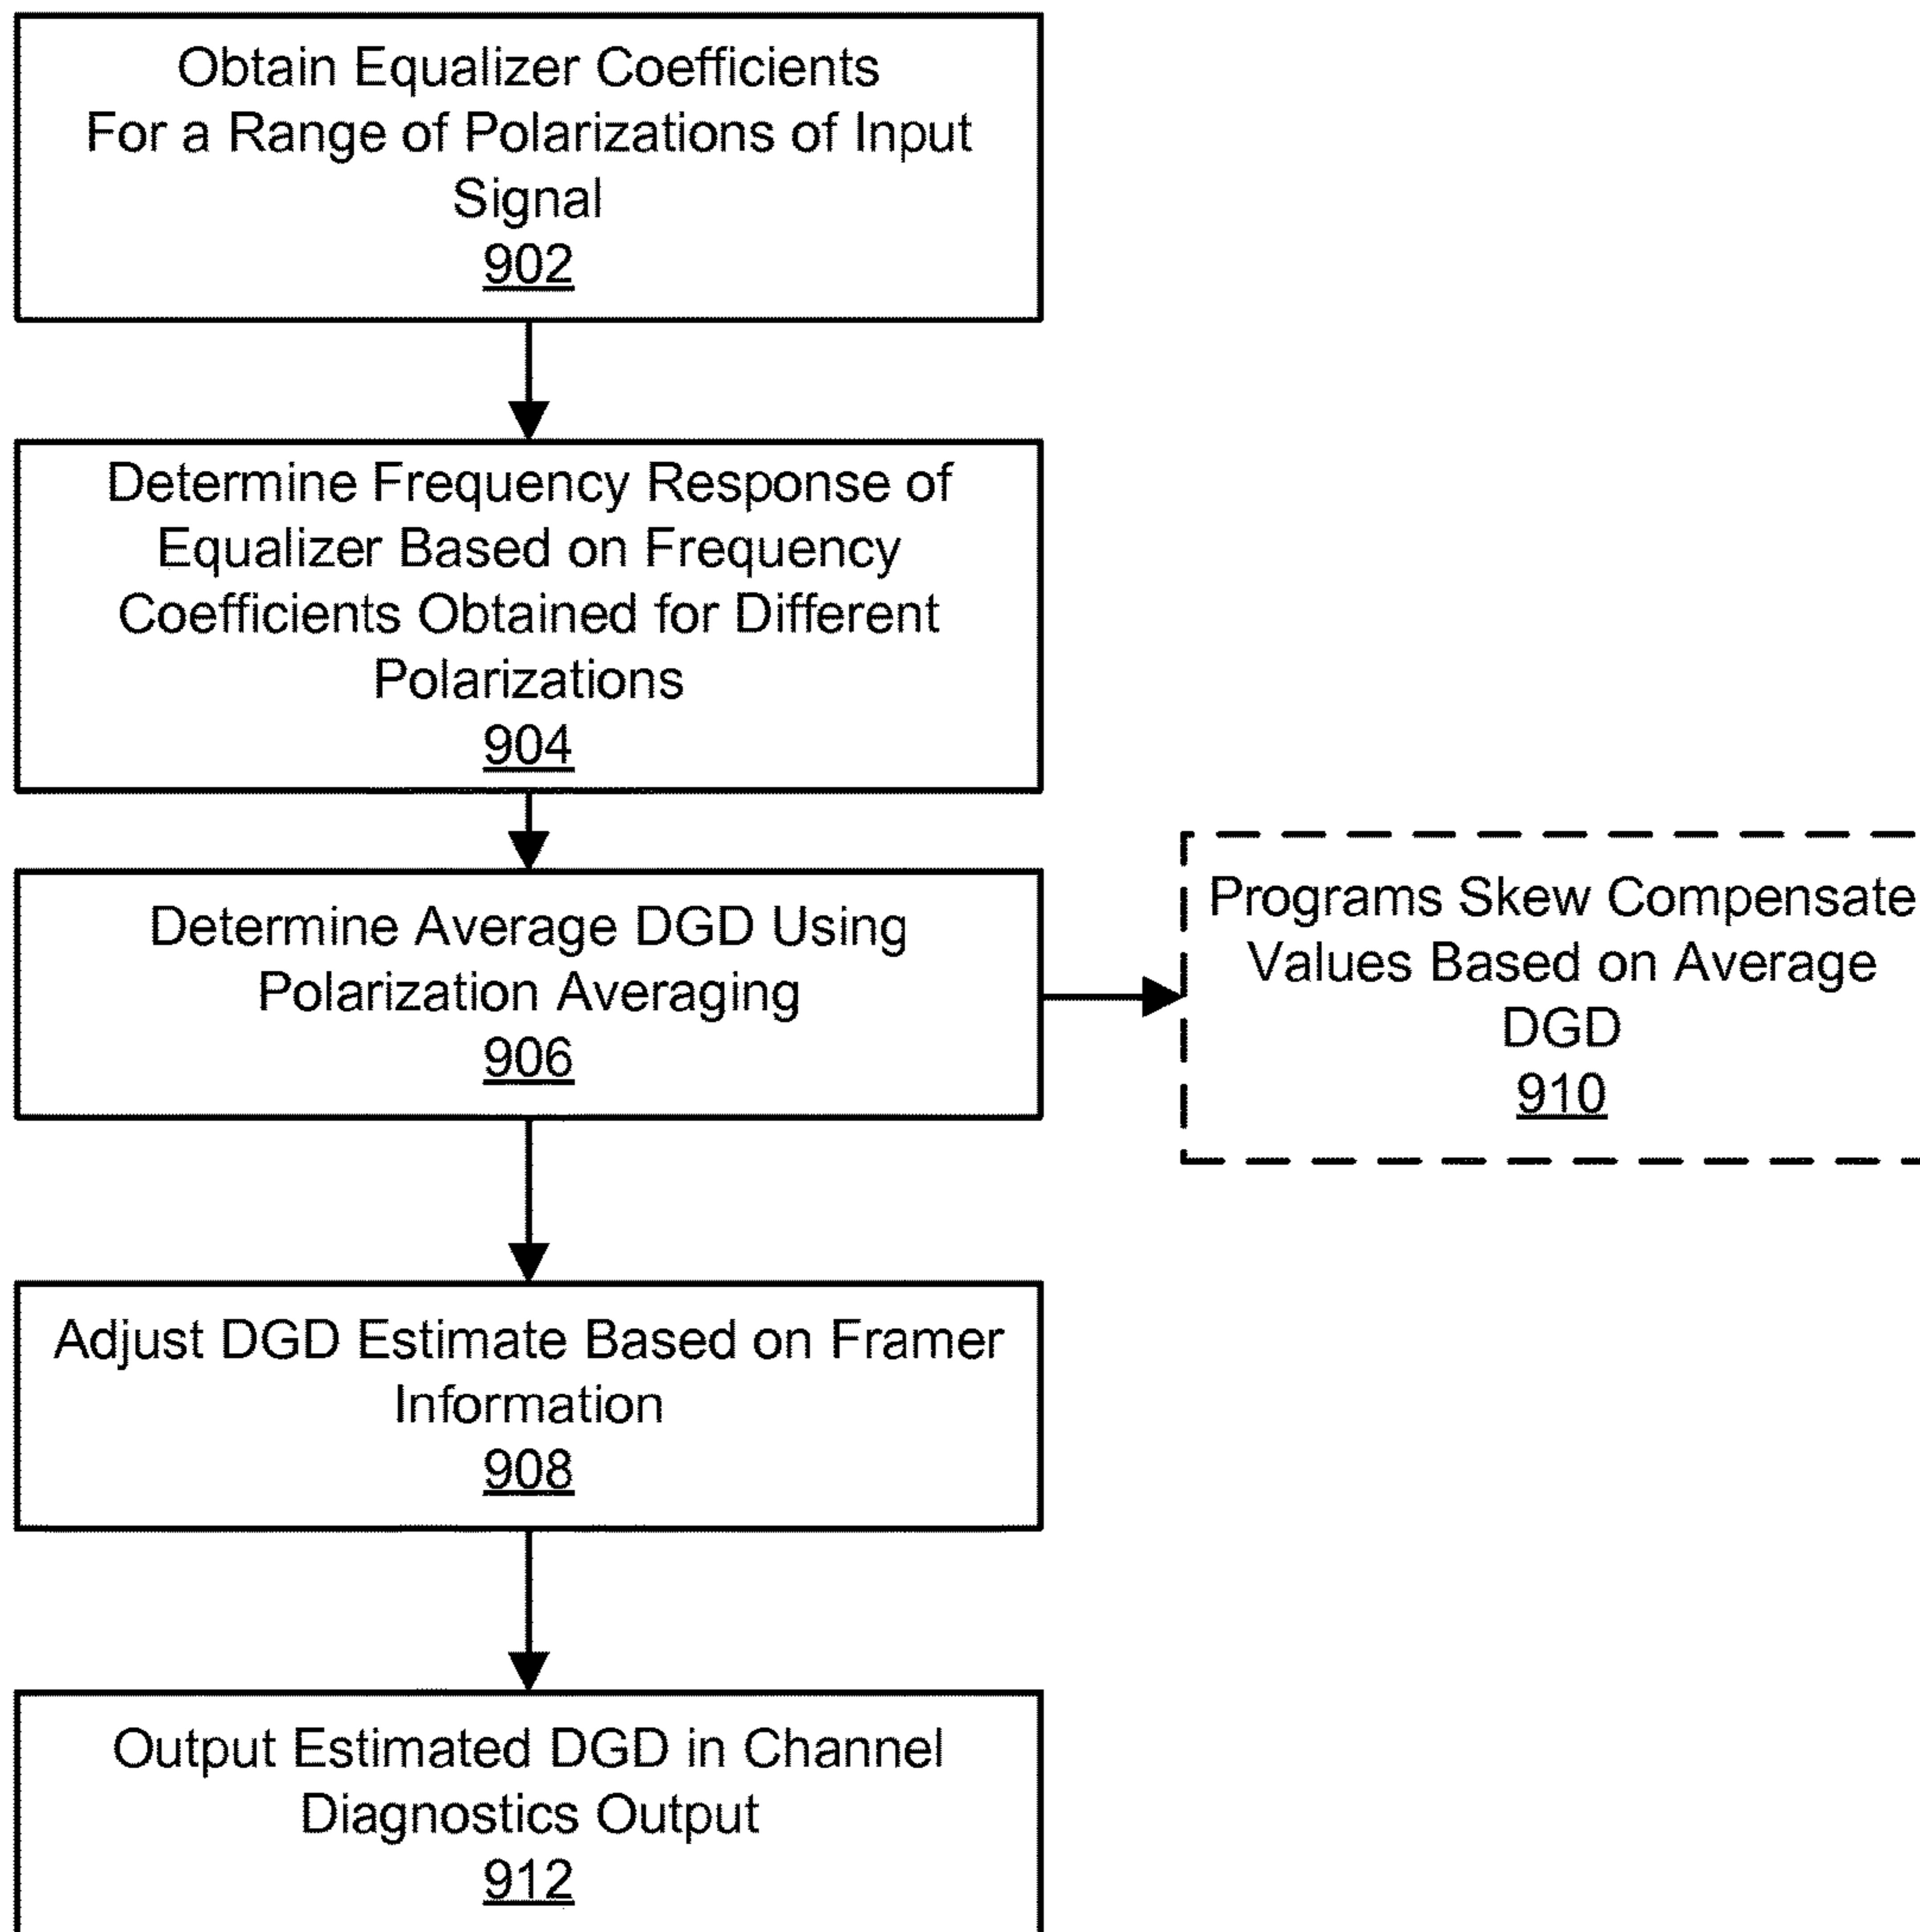 Obtain Equalizer Coefficients
For a Range of Polarizations of Input
Signal
902
Determine Frequency Response of
Equalizer Based on Frequency
Coefficients Obtained for Different
Polarizations
904
Determine Average DGD Using
Polarization Averaging
906
Programs Skew Compensate
Values Based on Average
DGD
910
Adjust DGD Estimate Based on Framer
Information
908
Output Estimated DGD in Channel
Diagnostics Output
912